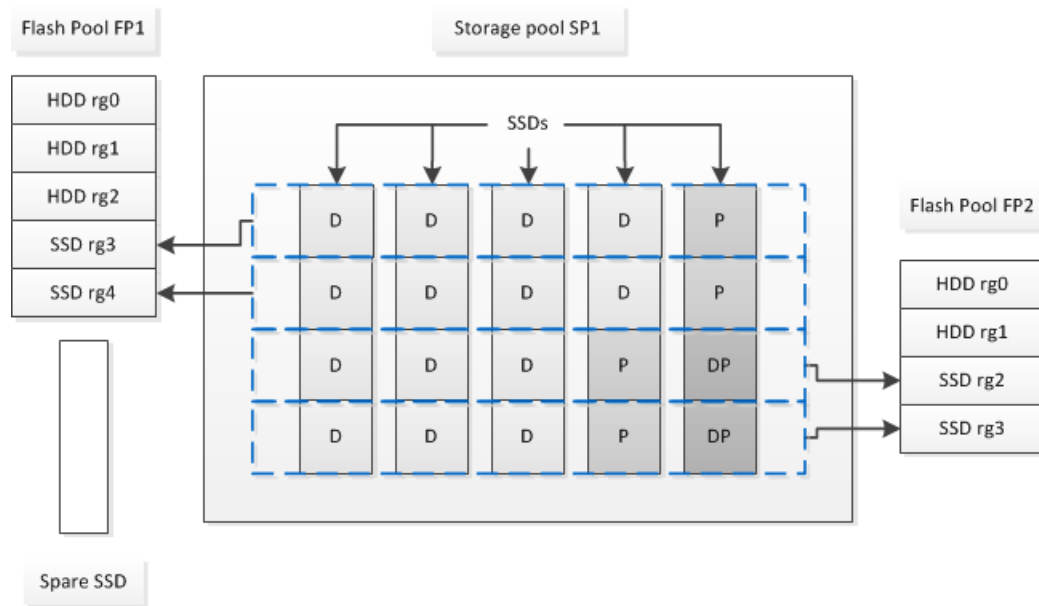 Flash Pool FP1
Storage pool SP1
HDD rg0
HDD rg1
HDD rg2
SSD rg3
SSD rg4
SSDs
D D D D P
D D D D P
D D D P DP
D D D P DP
Flash Pool FP2
HDD rg0
HDD rg1
SSD rg2
SSD rg3
Spare SSD